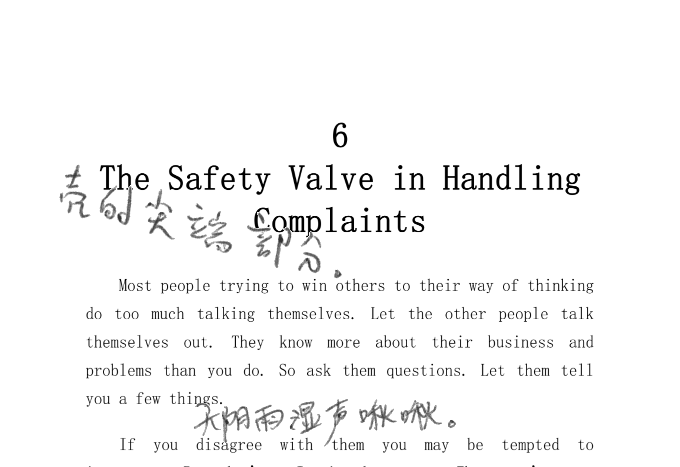 6
The Safety Valve in Handling
Complaints
壳的尖端部分.
Most people trying to win others to their way of thinking
do too much talking themselves. Let the other people talk
themselves out. They know more about their business and
problems than you do. So ask them questions. Let them tell
you a few things.
天阴雨湿声啾啾。
If you disagree with them you may be tempted to